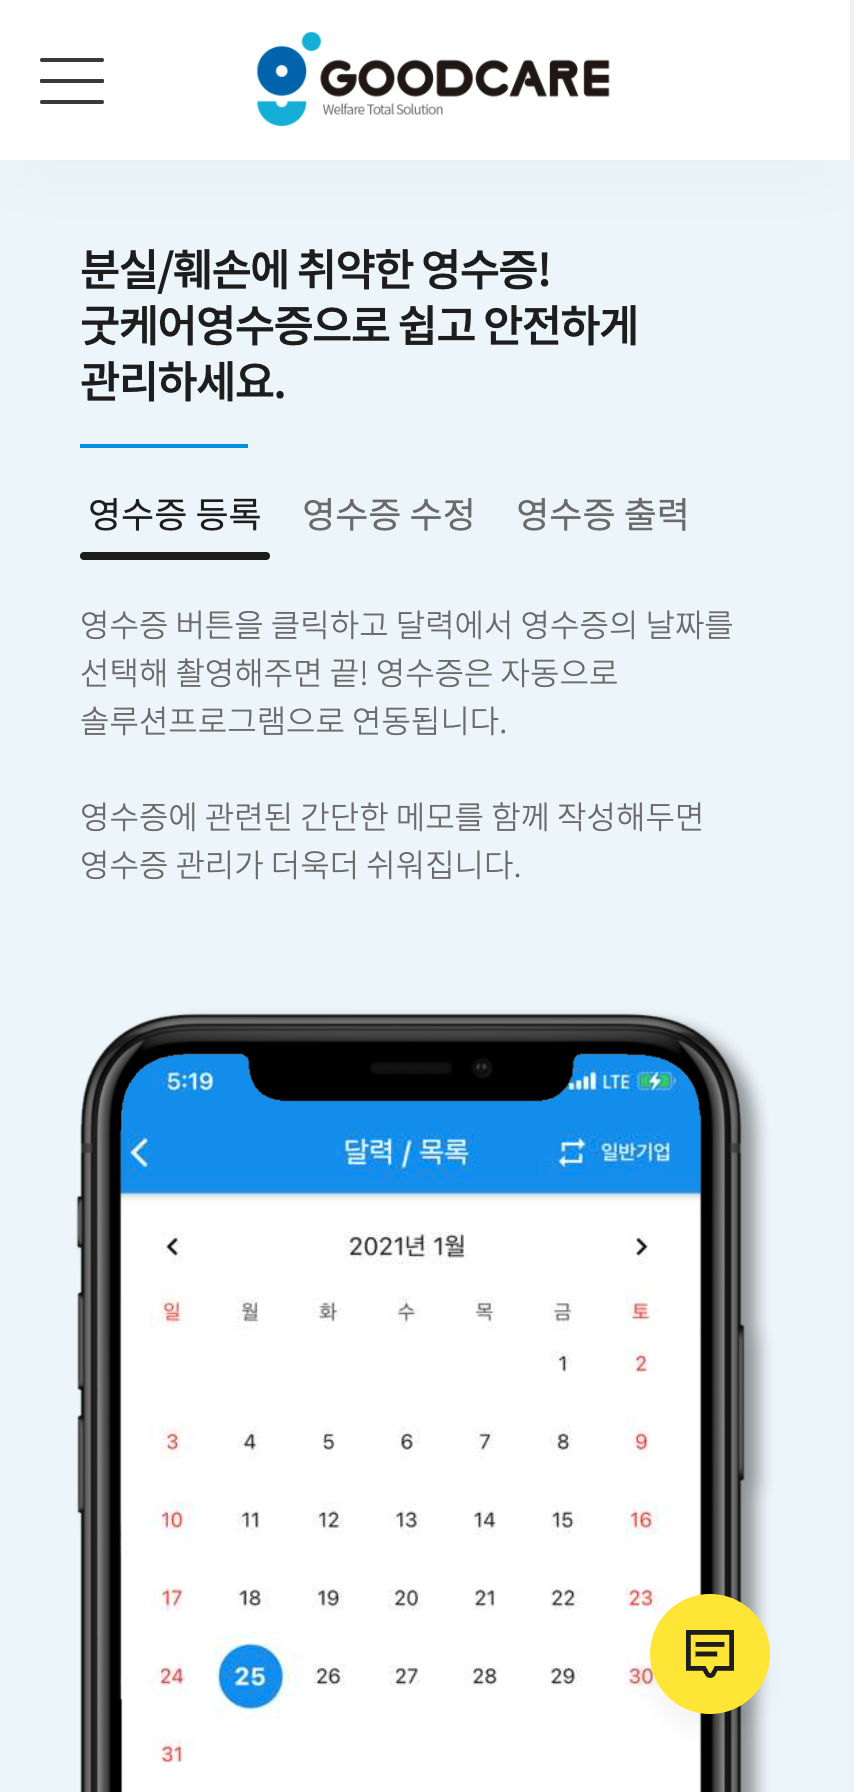 GOODCARE
Welfare Total Solution
분실/훼손에 취약한 영수증!
굿케어영수증으로 쉽고 안전하게
관리하세요.
영수증 등록 영수증 수정 영수증 출력
영수증 버튼을 클릭하고 달력에서 영수증의 날짜를
선택해 촬영해주면 끝! 영수증은 자동으로
솔루션프로그램으로 연동됩니다.
영수증에 관련된 간단한 메모를 함께 작성해두면
영수증 관리가 더욱더 쉬워집니다.
5:19 LTE
달력 / 목록 일반기업
2021년 1월
일 월 화 수 목 금 토
1 2
3 4 5 6 7 8 9
10 11 12 13 14 15 16
17 18 19 20 21 22 23
24 25 26 27 28 29 30
31